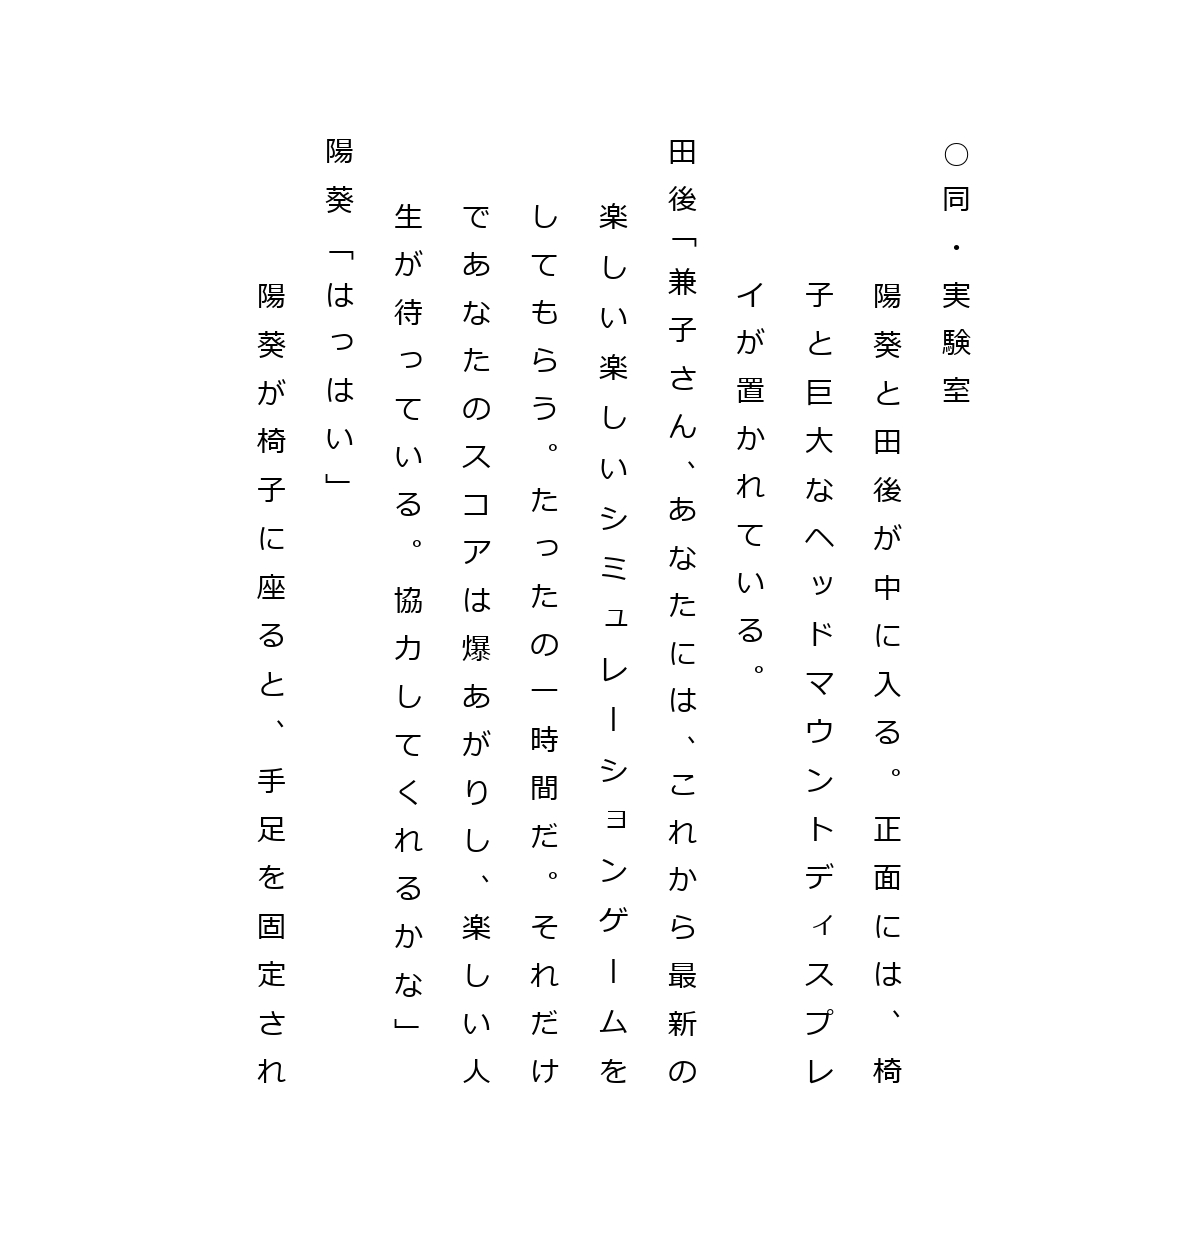 ○同・実験室
陽葵と田後が中に入る。正面には、椅
子と巨大なヘッドマウントディスプレ
イが置かれている。
田後「兼子さん、あなたには、これから最新の
楽しい楽しいシミュレーションゲームを
してもらう。たったの一時間だ。それだけ
であなたのスコアは爆あがりし、楽しい人
生が待っている。協力してくれるかな」
陽葵「はっはい」
陽葵が椅子に座ると、手足を固定され